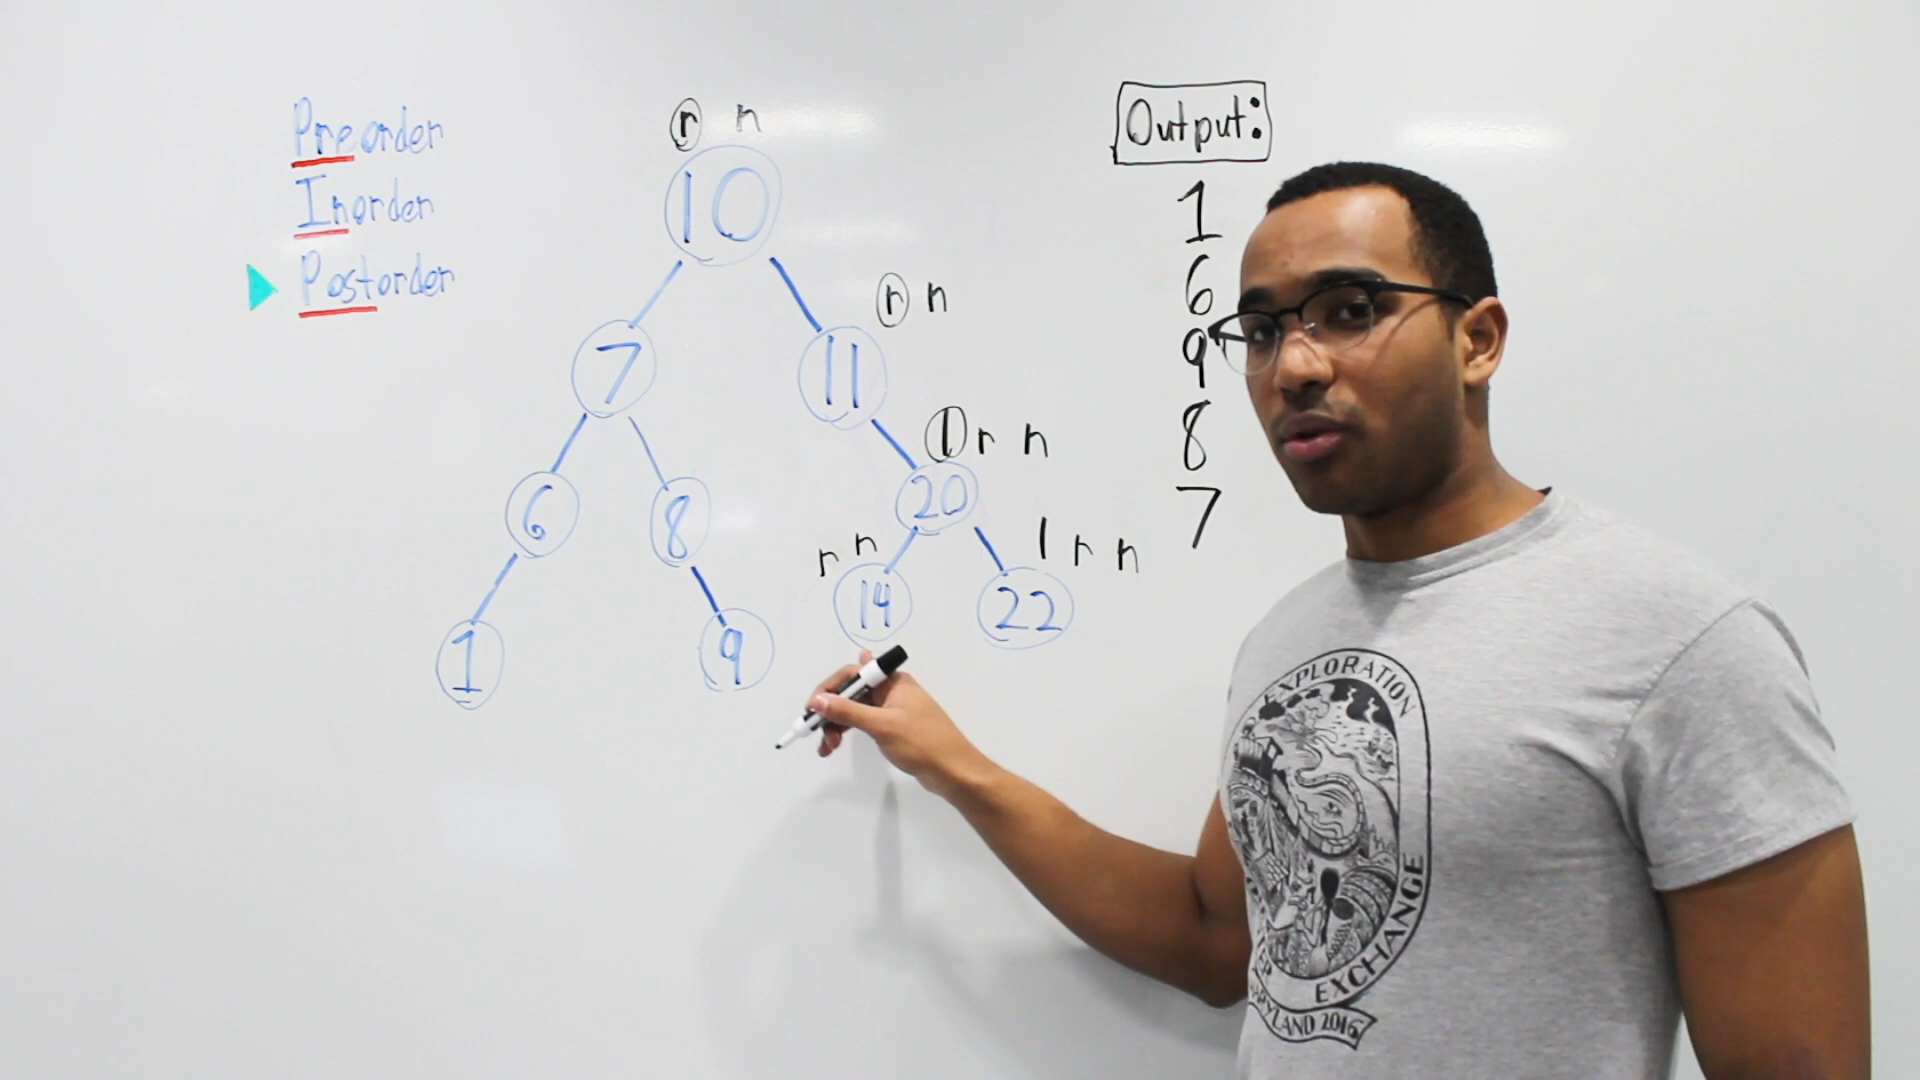 Preorder
Inorder
Postorder
r n
10
r n
7
11
l r n
6
8
20
r n
l r n
1
9
14
22
Output:
1
6
9
8
7
EXPLORATION
EXCHANGE
MARYLAND 2016